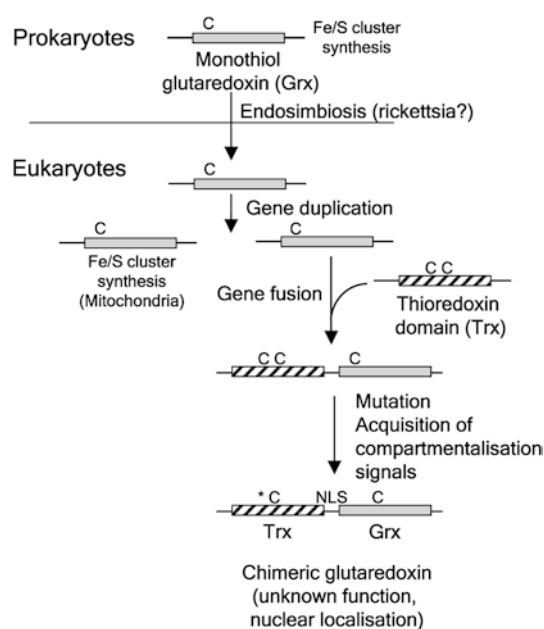 C
Prokaryotes
Fe/S cluster
synthesis
Monothiol
glutaredoxin (Grx)
Endosimbiosis (rickettsia?)
Eukaryotes
C
Gene duplication
C
C
Fe/S cluster
synthesis
(Mitochondria)
Gene fusion
C C
Thioredoxin
domain (Trx)
C C
C
Mutation
Acquisition of
compartmentalisation
signals
* C
NLS
C
Trx
Grx
Chimeric glutaredoxin
(unknown function,
nuclear localisation)